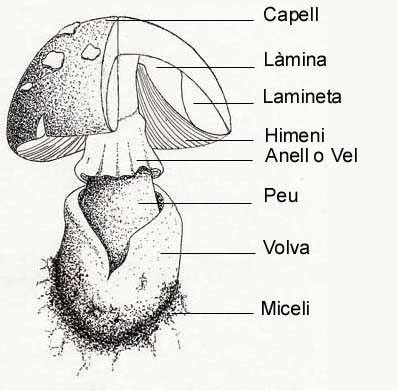 Capell
Làmina
Lamineta
Himeni
Anell o Vel
Peu
Volva
Miceli